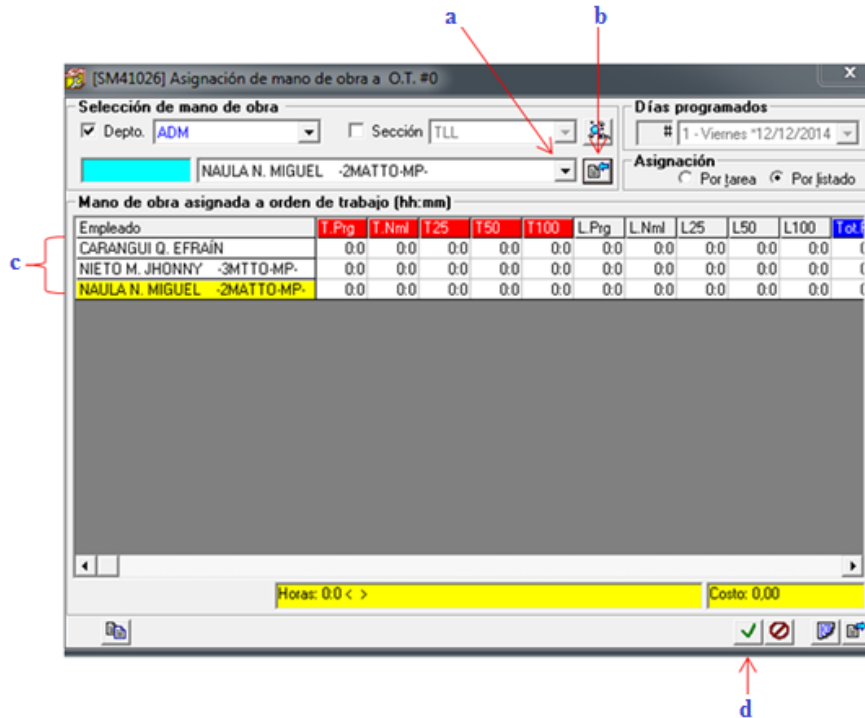 a b
[SM41026] Asignación de mano de obra a O.T. #0 x
Selección de mano de obra Días programados
Depto. ADM Sección TLL # 1 - Viernes *12/12/2014
Asignación
NAULA N. MIGUEL -2MATTO-MP- Por tarea Por listado
Mano de obra asignada a orden de trabajo (hh:mm)
Empleado T.Prg T.Nml T25 T50 T100 L.Prg L.Nml L25 L50 L100 Tot.
CARANGUI Q. EFRAÍN 0:0 0:0 0:0 0:0 0:0 0:0 0:0 0:0 0:0 0:0
c NIETO M. JHONNY -3MTTO-MP- 0:0 0:0 0:0 0:0 0:0 0:0 0:0 0:0 0:0 0:0
NAULA N. MIGUEL -2MATTO-MP- 0:0 0:0 0:0 0:0 0:0 0:0 0:0 0:0 0:0 0:0
Horas: 0:0 < > Costo: 0,00
d